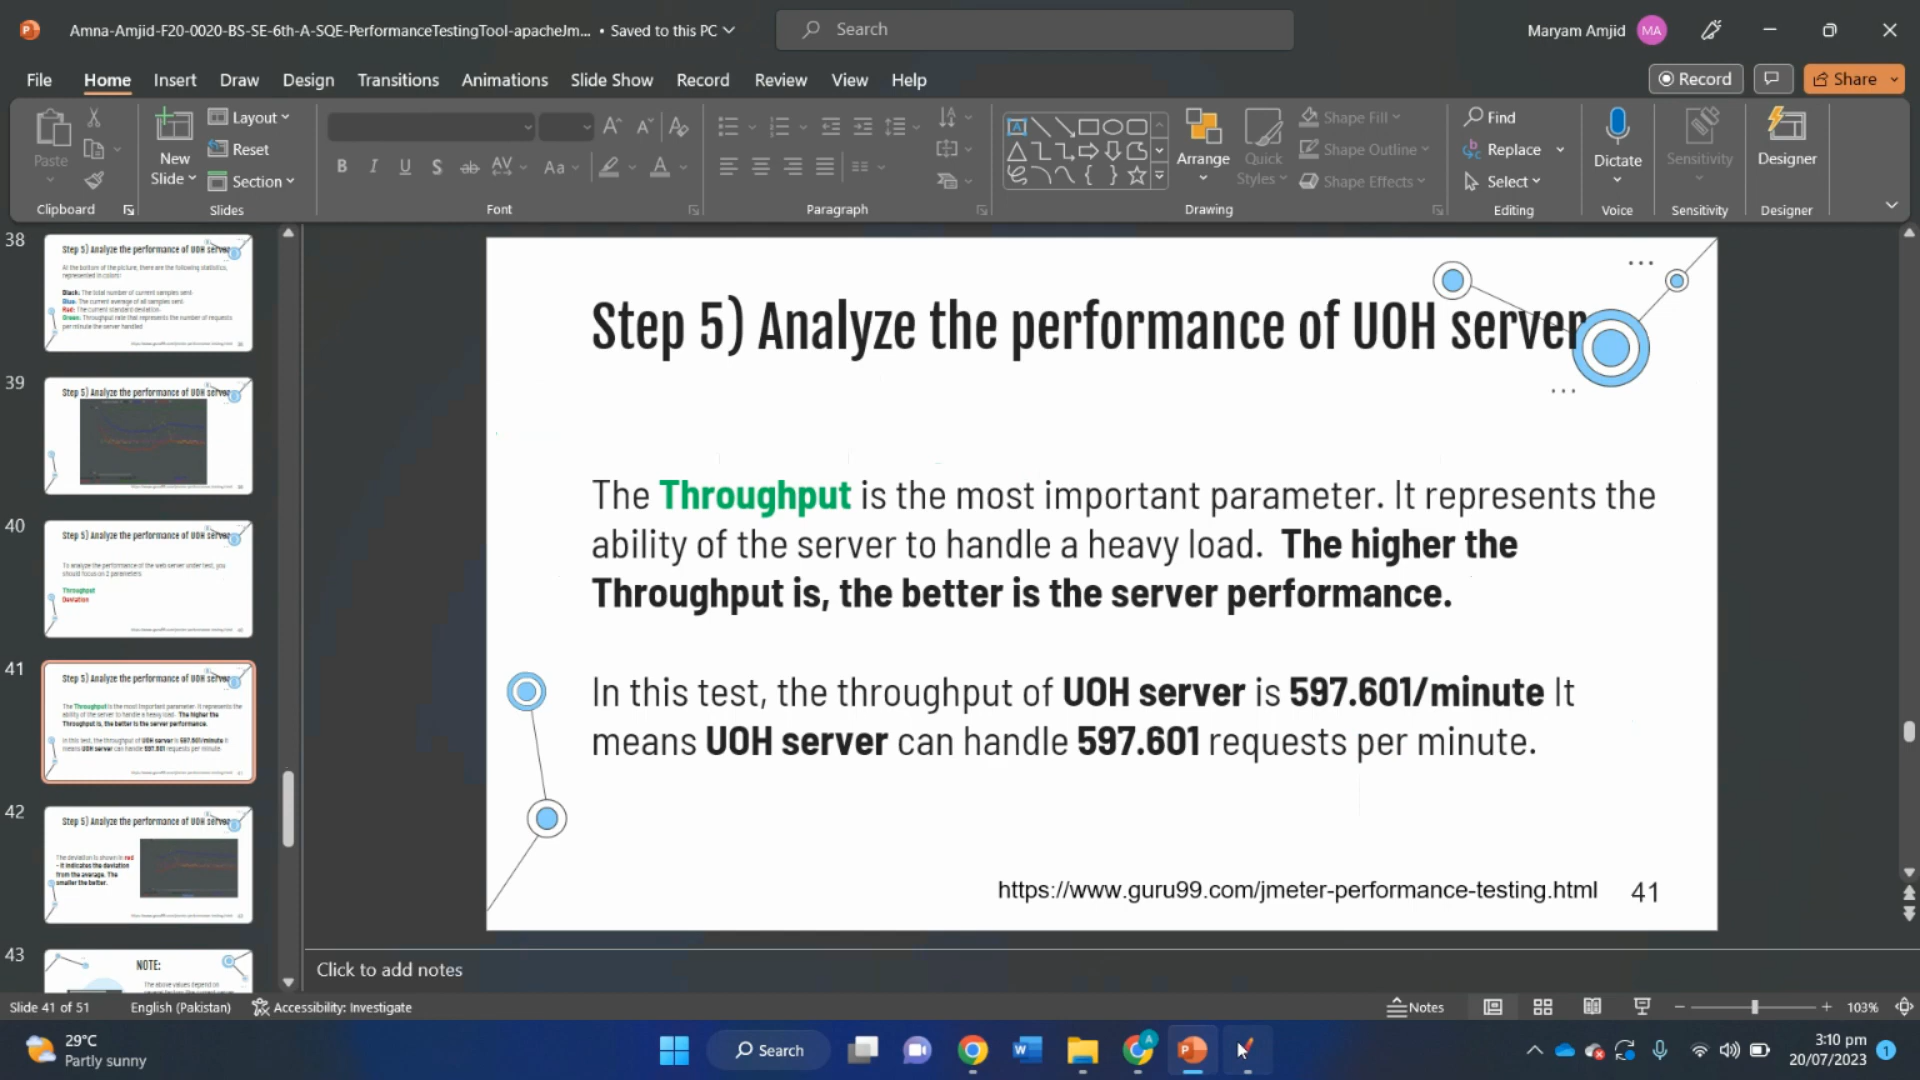 Amna-Amjid-F20-0020-BS-SE-6th-A-SQE-PerformanceTestingTool-apacheJm... • Saved to this PC
Search
Maryam Amjid
MA
File Home Insert Draw Design Transitions Animations Slide Show Record Review View Help
Record
Share
Paste
New
Slide
Layout
Reset
Section
B I U S ab AV Aa A
Arrange
Quick
Styles
Shape Fill
Shape Outline
Shape Effects
Find
Replace
Select
Dictate
Sensitivity
Designer
Clipboard
Slides
Font
Paragraph
Drawing
Editing
Voice
Sensitivity
Designer
38
Step 5) Analyze the performance of UOH server
At the bottom of the picture, there are the following statistics,
represented in colors:
Black: The total number of current samples sent.
Blue: The current average of all samples sent.
Red: The current standard deviation.
Green: Throughput rate that represents the number of requests
per minute the server handled
39
Step 5) Analyze the performance of UOH server
40
Step 5) Analyze the performance of UOH server
To analyze the performance of the web server under test, you
should focus on 2 parameters
Throughput
Deviation
41
Step 5) Analyze the performance of UOH server
The Throughput is the most important parameter. It represents the
ability of the server to handle a heavy load. The higher the
Throughput is, the better is the server performance.
In this test, the throughput of UOH server is 597.601/minute It
means UOH server can handle 597.601 requests per minute.
42
Step 5) Analyze the performance of UOH server
The deviation is shown in red
- it indicates the deviation
from the average. The
smaller the better.
43
NOTE:
The above values depend on
Step 5) Analyze the performance of UOH server
The Throughput is the most important parameter. It represents the
ability of the server to handle a heavy load. The higher the
Throughput is, the better is the server performance.
In this test, the throughput of UOH server is 597.601/minute It
means UOH server can handle 597.601 requests per minute.
https://www.guru99.com/jmeter-performance-testing.html 41
Click to add notes
Slide 41 of 51
English (Pakistan)
Accessibility: Investigate
Notes
103%
29°C
Partly sunny
Search
3:10 pm
20/07/2023
1